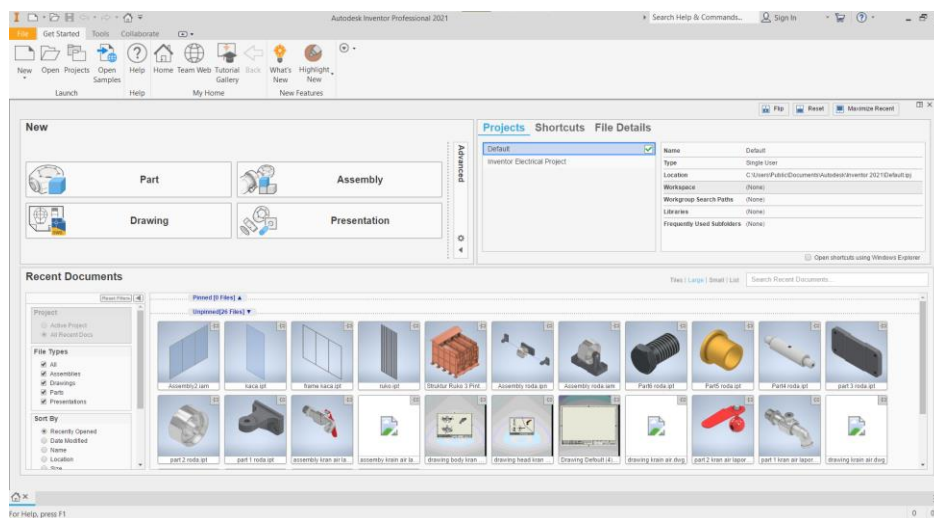 Autodesk Inventor Professional 2021
Search Help & Commands...
Sign In
File Get Started Tools Collaborate
New Open Projects Open Samples Help Home Team Web Tutorial Gallery Back What's New Highlight New
Launch Help My Home New Features
Flip Reset Maximize Recent
New
Part
Assembly
Drawing
Presentation
Advanced
Projects Shortcuts File Details
Default
Inventor Electrical Project
Name Default
Type Single User
Location C:\Users\Public\Documents\Autodesk\Inventor 2021\Default.ipj
Workspace (None)
Workgroup Search Paths (None)
Libraries (None)
Frequently Used Subfolders (None)
Open shortcuts using Windows Explorer
Recent Documents
Tiles | Large | Small | List
Search Recent Documents...
Reset Filters
Pinned [0 Files]
Unpinned[26 Files]
Project
Active Project
All Recent Docs
File Types
All
Assemblies
Drawings
Parts
Presentations
Sort By
Recently Opened
Date Modified
Name
Location
Size
Assembly2.iam
kaca.ipt
frame kaca.ipt
ruko.ipt
Struktur Ruko 3 Pint...
Assembly roda.ipn
Assembly roda.iam
Part6 roda.ipt
Part5 roda.ipt
Part4 roda.ipt
part 3 roda.ipt
part 2 roda.ipt
part 1 roda.ipt
assembly kran air la...
assemby krain air la...
drawing body kran...
drawing head kran...
Drawing Default (4)...
drawing krain air.dwg
part 2 kran air lapor...
part 1 kran air lapor...
drawing krain air.dwg
For Help, press F1
0 0